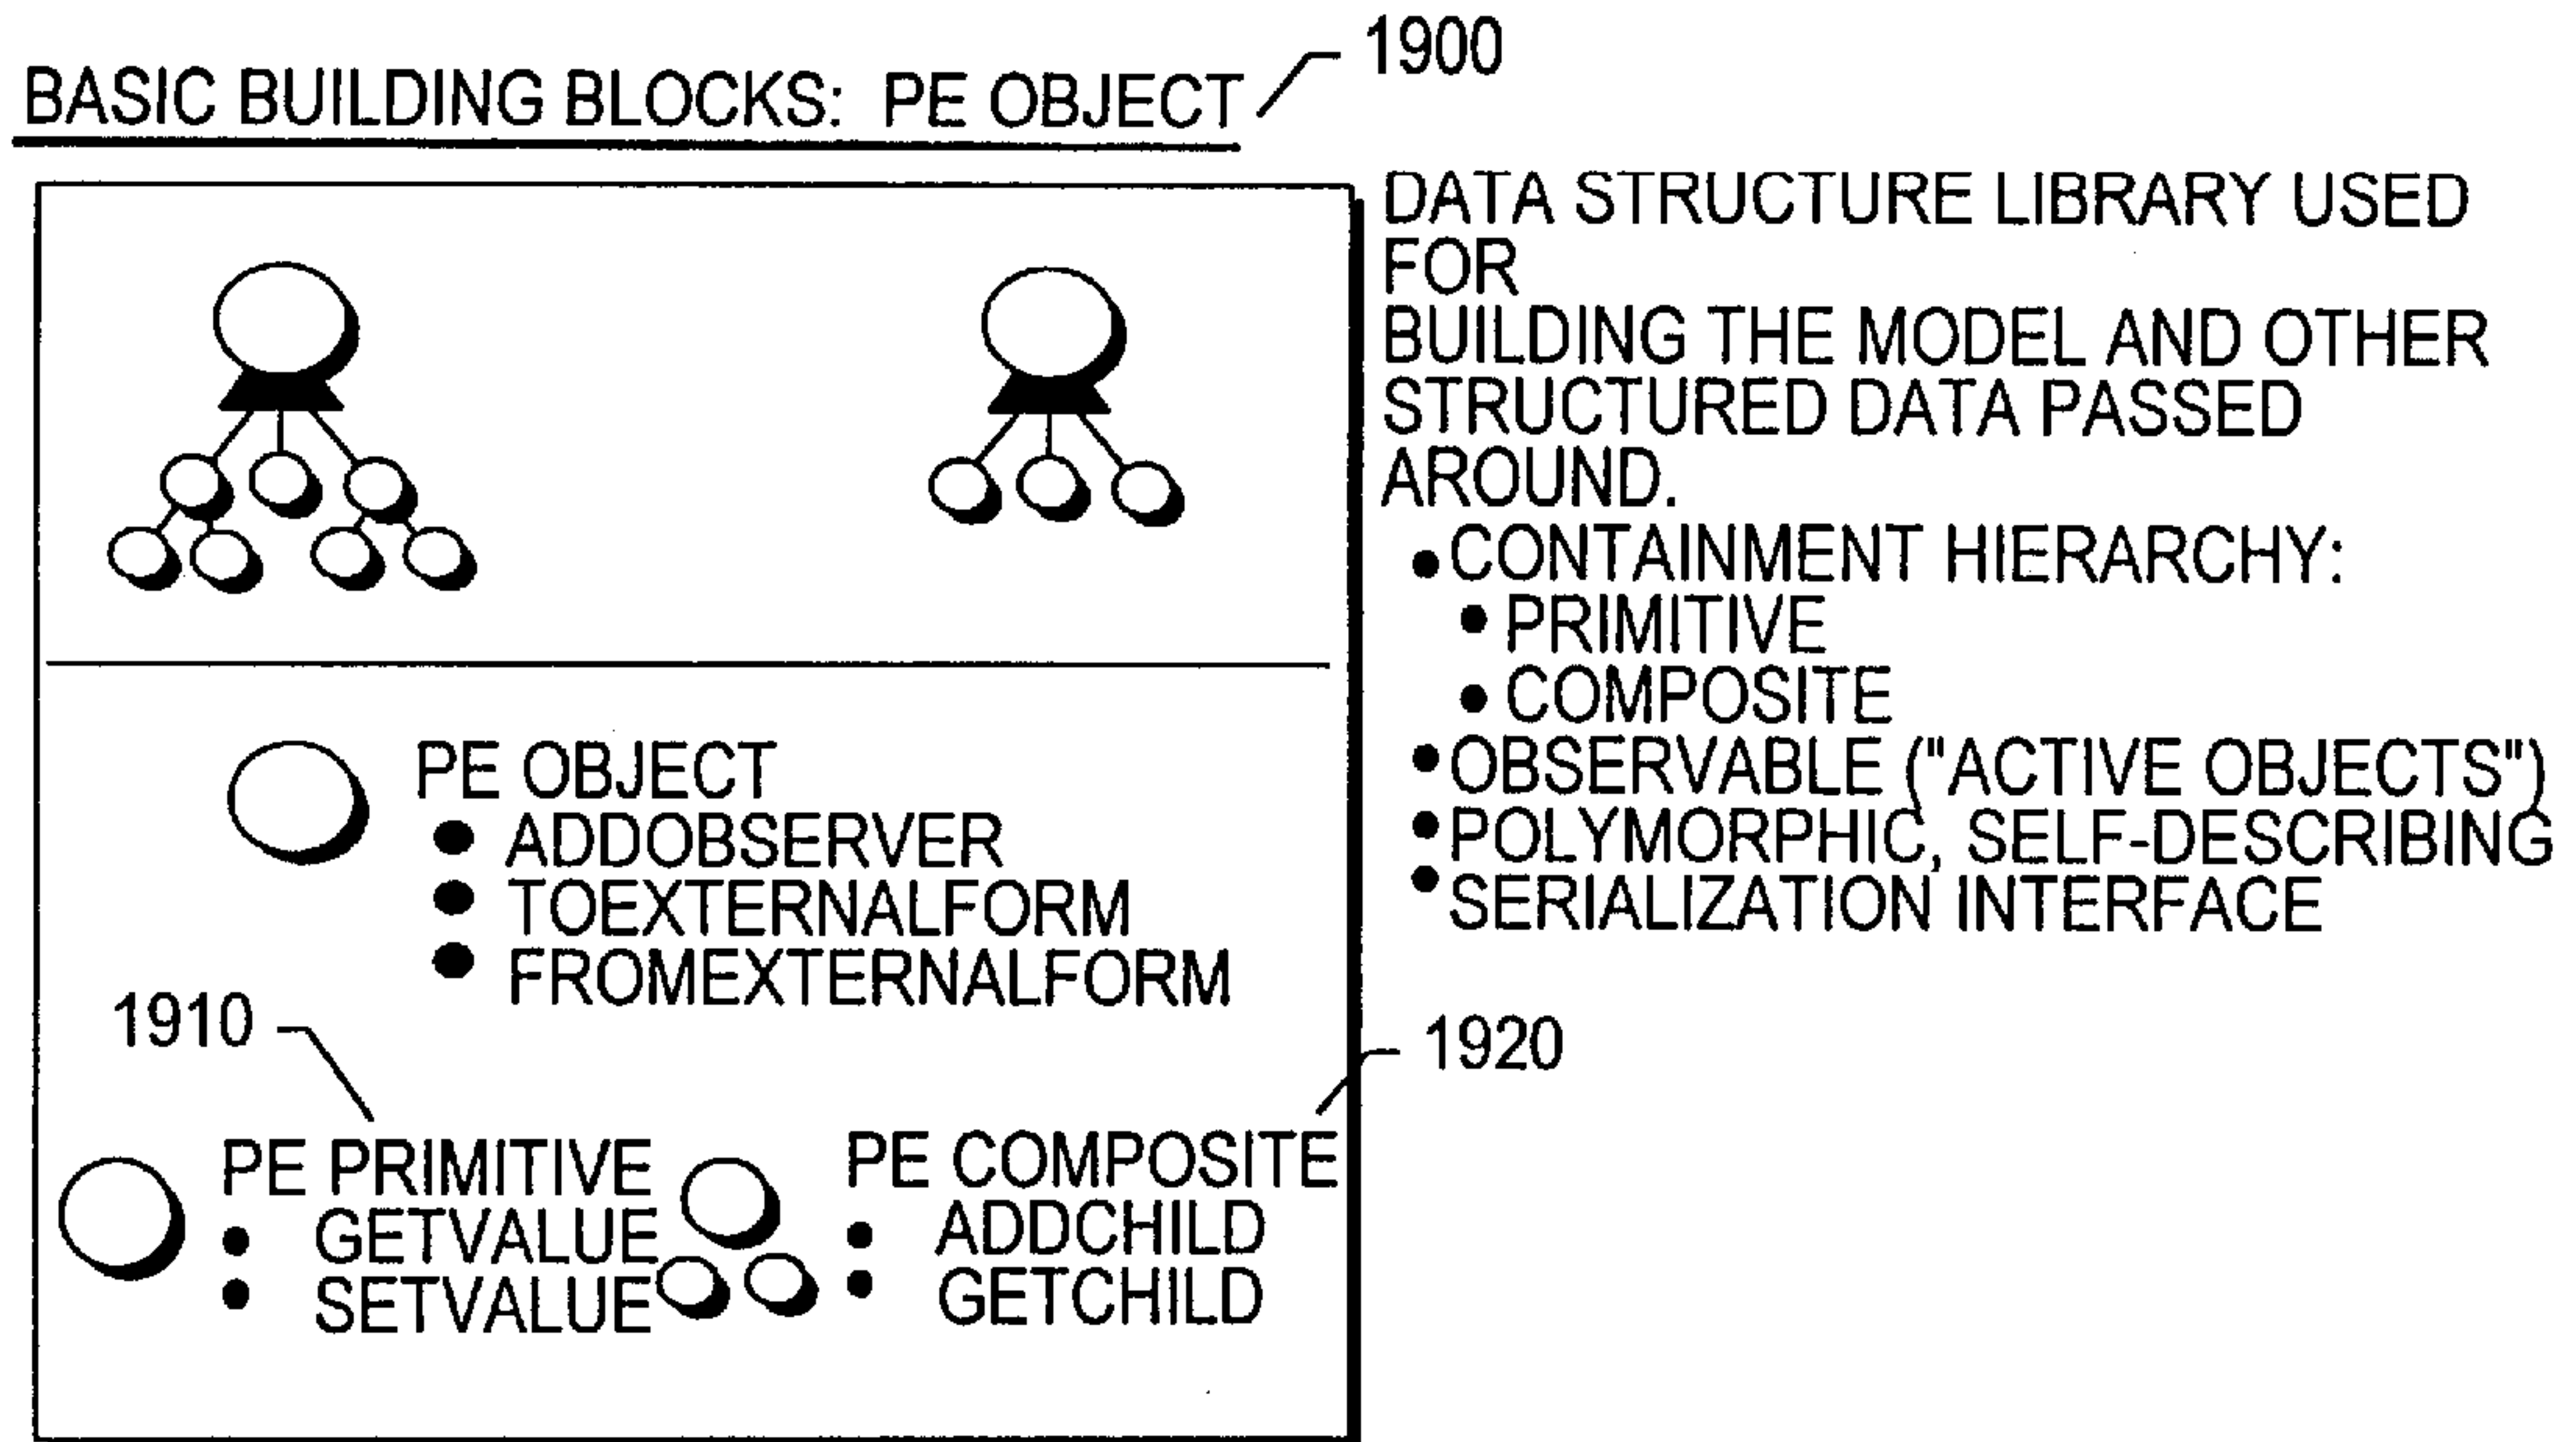 1900
BASIC BUILDING BLOCKS: PE OBJECT
DATA STRUCTURE LIBRARY USED
FOR
BUILDING THE MODEL AND OTHER
STRUCTURED DATA PASSED
AROUND.
• CONTAINMENT HIERARCHY:
• PRIMITIVE
• COMPOSITE
• OBSERVABLE ("ACTIVE OBJECTS")
• POLYMORPHIC, SELF-DESCRIBING
• SERIALIZATION INTERFACE
PE OBJECT
• ADDOBSERVER
• TOEXTERNALFORM
• FROMEXTERNALFORM
1910
1920
PE PRIMITIVE
• GETVALUE
• SETVALUE
PE COMPOSITE
• ADDCHILD
• GETCHILD